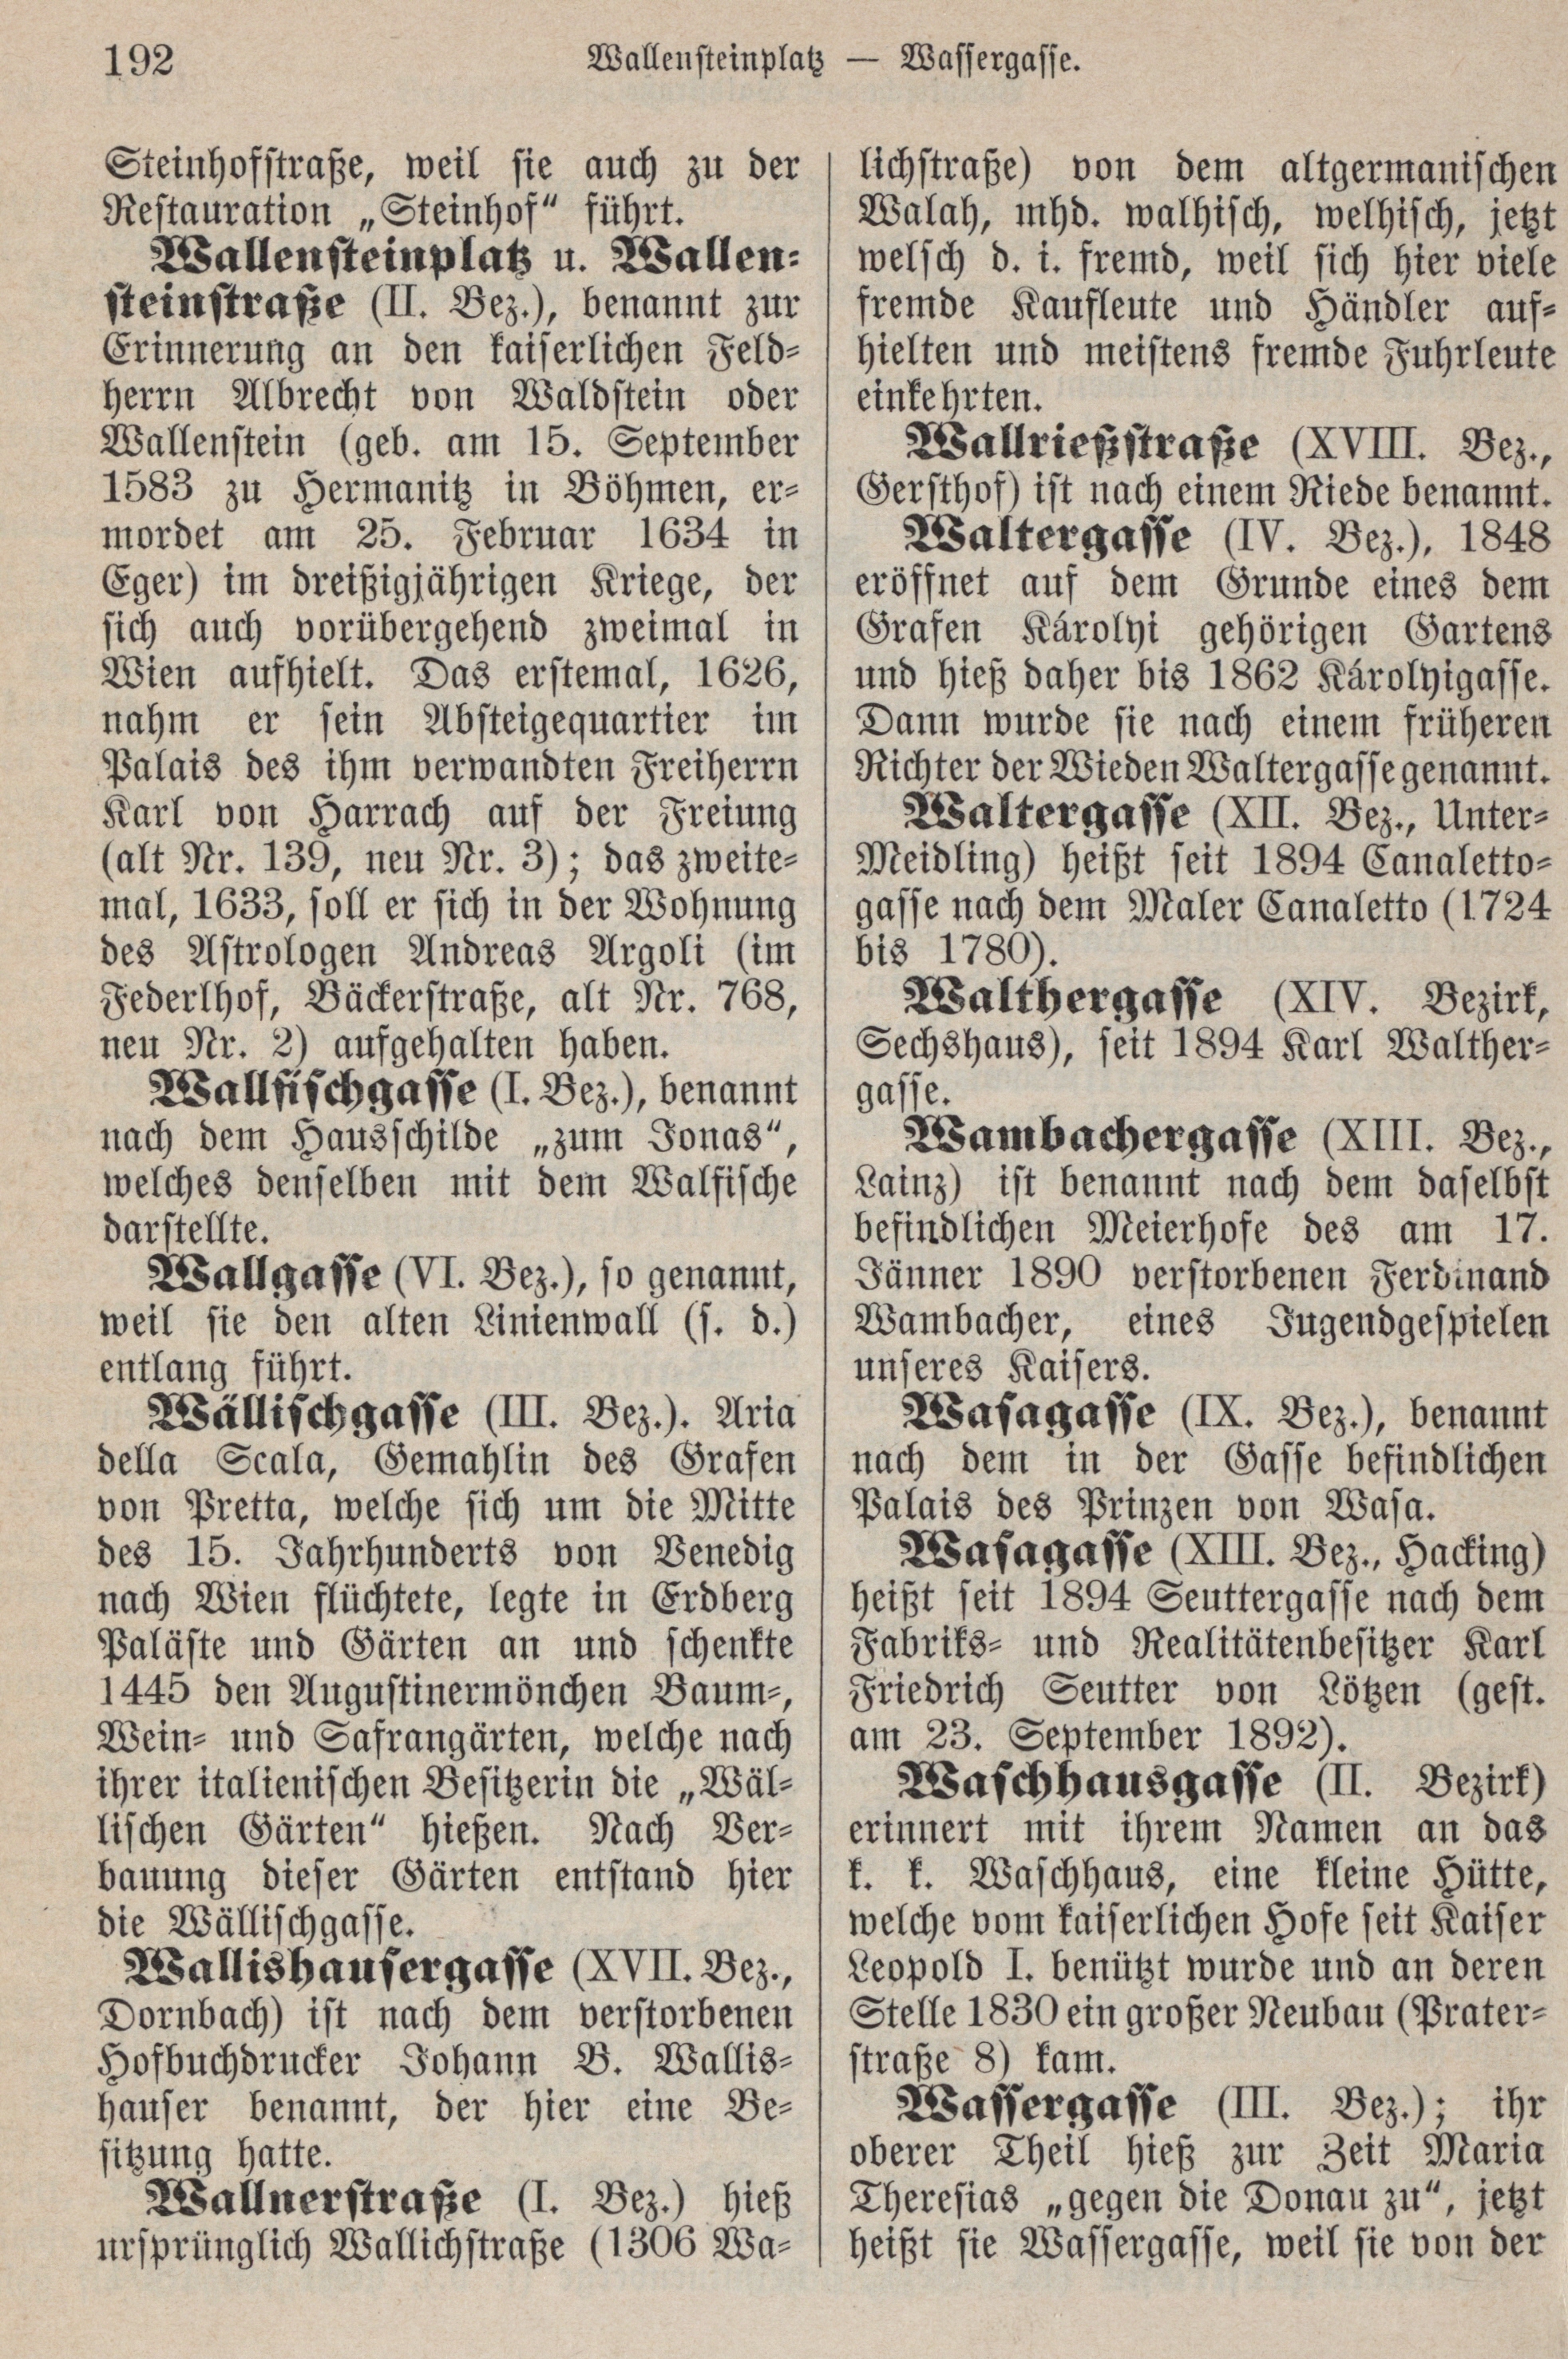 192
Wallensteinplatz — Wassergasse.
Steinhofstraße, weil sie auch zu der
Restauration „Steinhof“ führt.
Wallensteinplatz u. Wallen-
steinstraße (II. Bez.), benannt zur
Erinnerung an den kaiserlichen Feld-
herrn Albrecht von Waldstein oder
Wallenstein (geb. am 15. September
1583 zu Hermanitz in Böhmen, er-
mordet am 25. Februar 1634 in
Eger) im dreißigjährigen Kriege, der
sich auch vorübergehend zweimal in
Wien aufhielt. Das erstemal, 1626,
nahm er sein Absteigequartier im
Palais des ihm verwandten Freiherrn
Karl von Harrach auf der Freiung
(alt Nr. 139, neu Nr. 3); das zweite-
mal, 1633, soll er sich in der Wohnung
des Astrologen Andreas Argoli (im
Federlhof, Bäckerstraße, alt Nr. 768,
neu Nr. 2) aufgehalten haben.
Wallfischgasse (I. Bez.), benannt
nach dem Hausschilde „zum Jonas“,
welches denselben mit dem Walfische
darstellte.
Wallgasse (VI. Bez.), so genannt,
weil sie den alten Linienwall (s. d.)
entlang führt.
Wällischgasse (III. Bez.). Aria
della Scala, Gemahlin des Grafen
von Pretta, welche sich um die Mitte
des 15. Jahrhunderts von Venedig
nach Wien flüchtete, legte in Erdberg
Paläste und Gärten an und schenkte
1445 den Augustinermönchen Baum-,
Wein- und Safrangärten, welche nach
ihrer italienischen Besitzerin die „Wäl-
lischen Gärten“ hießen. Nach Ver-
bauung dieser Gärten entstand hier
die Wällischgasse.
Wallishausergasse (XVII. Bez.,
Dornbach) ist nach dem verstorbenen
Hofbuchdrucker Johann B. Wallis-
hauser benannt, der hier eine Be-
sitzung hatte.
Wallnerstraße (I. Bez.) hieß
ursprünglich Wallichstraße (1306 Wa-
lichstraße) von dem altgermanischen
Walah, mhd. walhisch, welhisch, jetzt
welsch d. i. fremd, weil sich hier viele
fremde Kaufleute und Händler auf-
hielten und meistens fremde Fuhrleute
einkehrten.
Wallrießstraße (XVIII. Bez.,
Gersthof) ist nach einem Riede benannt.
Waltergasse (IV. Bez.), 1848
eröffnet auf dem Grunde eines dem
Grafen Károlyi gehörigen Gartens
und hieß daher bis 1862 Károlyigasse.
Dann wurde sie nach einem früheren
Richter der Wieden Waltergasse genannt.
Waltergasse (XII. Bez., Unter-
Meidling) heißt seit 1894 Canaletto-
gasse nach dem Maler Canaletto (1724
bis 1780).
Walthergasse (XIV. Bezirk,
Sechshaus), seit 1894 Karl Walther-
gasse.
Wambachergasse (XIII. Bez.,
Lainz) ist benannt nach dem daselbst
befindlichen Meierhofe des am 17.
Jänner 1890 verstorbenen Ferdinand
Wambacher, eines Jugendgespielen
unseres Kaisers.
Wasagasse (IX. Bez.), benannt
nach dem in der Gasse befindlichen
Palais des Prinzen von Wasa.
Wasagasse (XIII. Bez., Hacking)
heißt seit 1894 Seuttergasse nach dem
Fabriks- und Realitätenbesitzer Karl
Friedrich Seutter von Lötzen (gest.
am 23. September 1892).
Waschhausgasse (II. Bezirk)
erinnert mit ihrem Namen an das
k. k. Waschhaus, eine kleine Hütte,
welche vom kaiserlichen Hofe seit Kaiser
Leopold I. benützt wurde und an deren
Stelle 1830 ein großer Neubau (Prater-
straße 8) kam.
Wassergasse (III. Bez.); ihr
oberer Theil hieß zur Zeit Maria
Theresias „gegen die Donau zu“, jetzt
heißt sie Wassergasse, weil sie von der